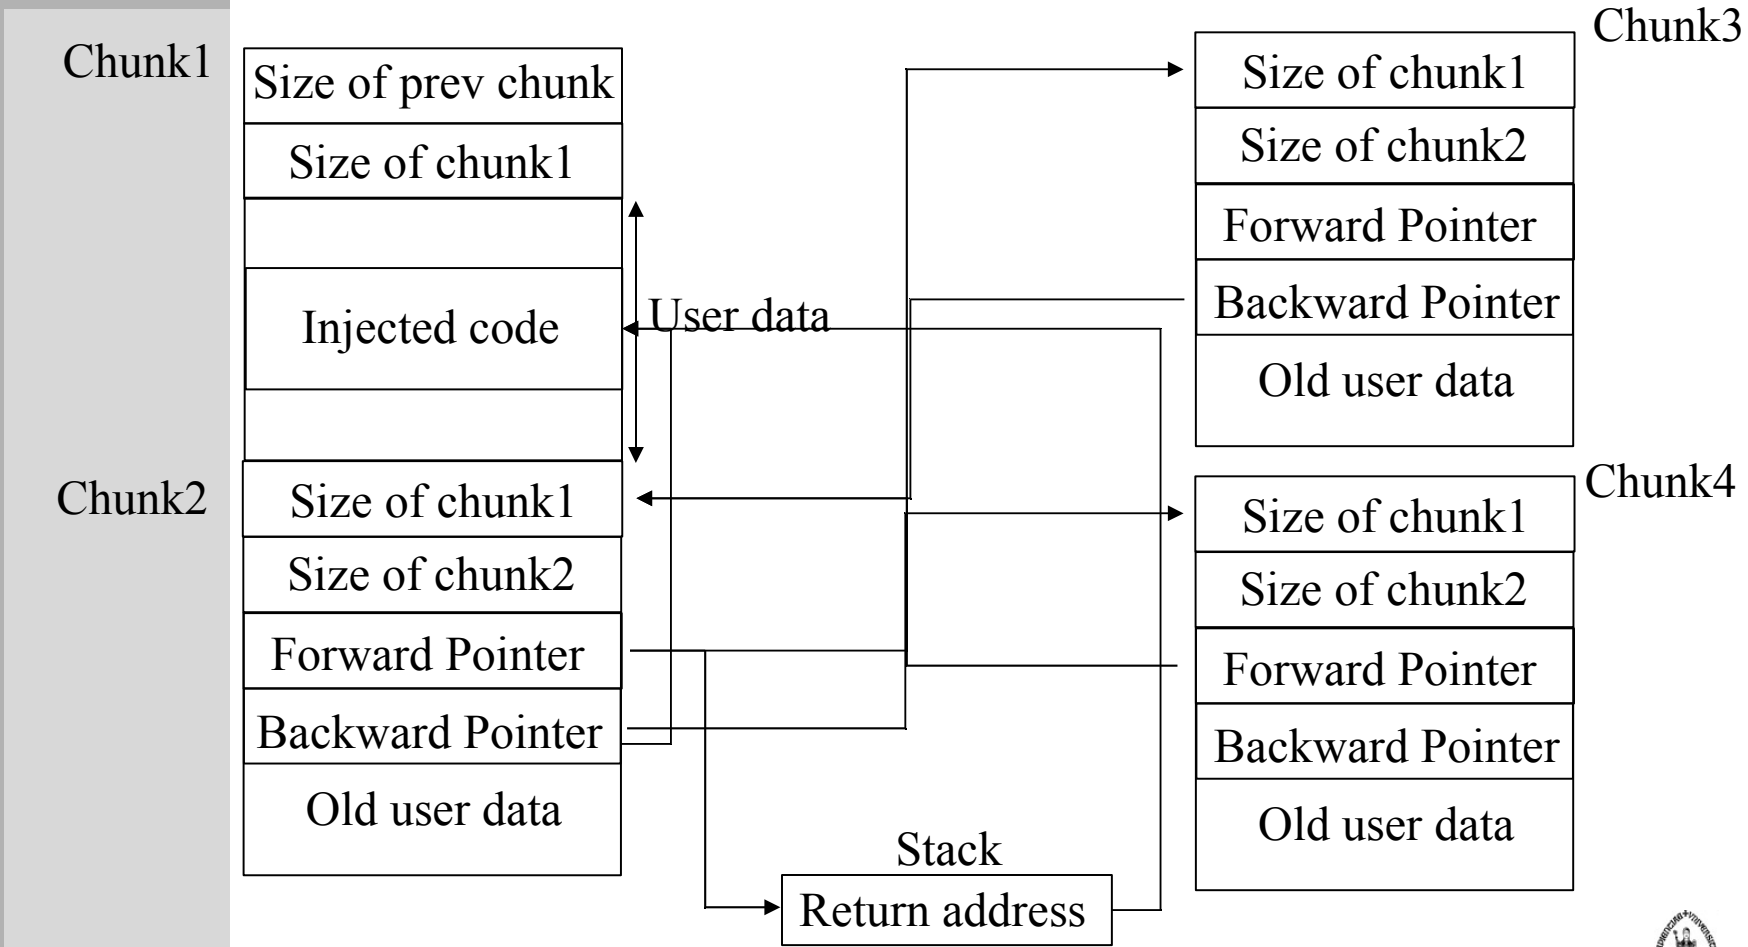 Chunk1
Size of prev chunk
Size of chunk1
Injected code
User data
Chunk2
Size of chunk1
Size of chunk2
Forward Pointer
Backward Pointer
Old user data
Stack
Return address
Chunk3
Size of chunk1
Size of chunk2
Forward Pointer
Backward Pointer
Old user data
Chunk4
Size of chunk1
Size of chunk2
Forward Pointer
Backward Pointer
Old user data